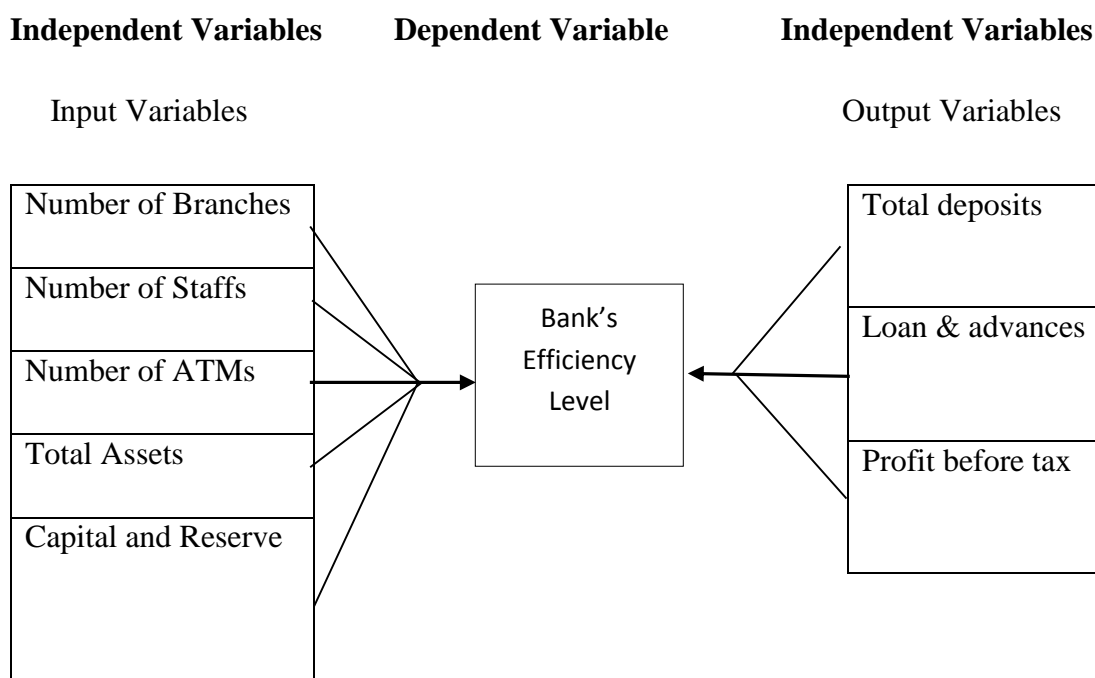 Independent Variables Dependent Variable Independent Variables
Input Variables Output Variables
Number of Branches
Number of Staffs
Number of ATMs
Total Assets
Capital and Reserve
Bank’s
Efficiency
Level
Total deposits
Loan & advances
Profit before tax